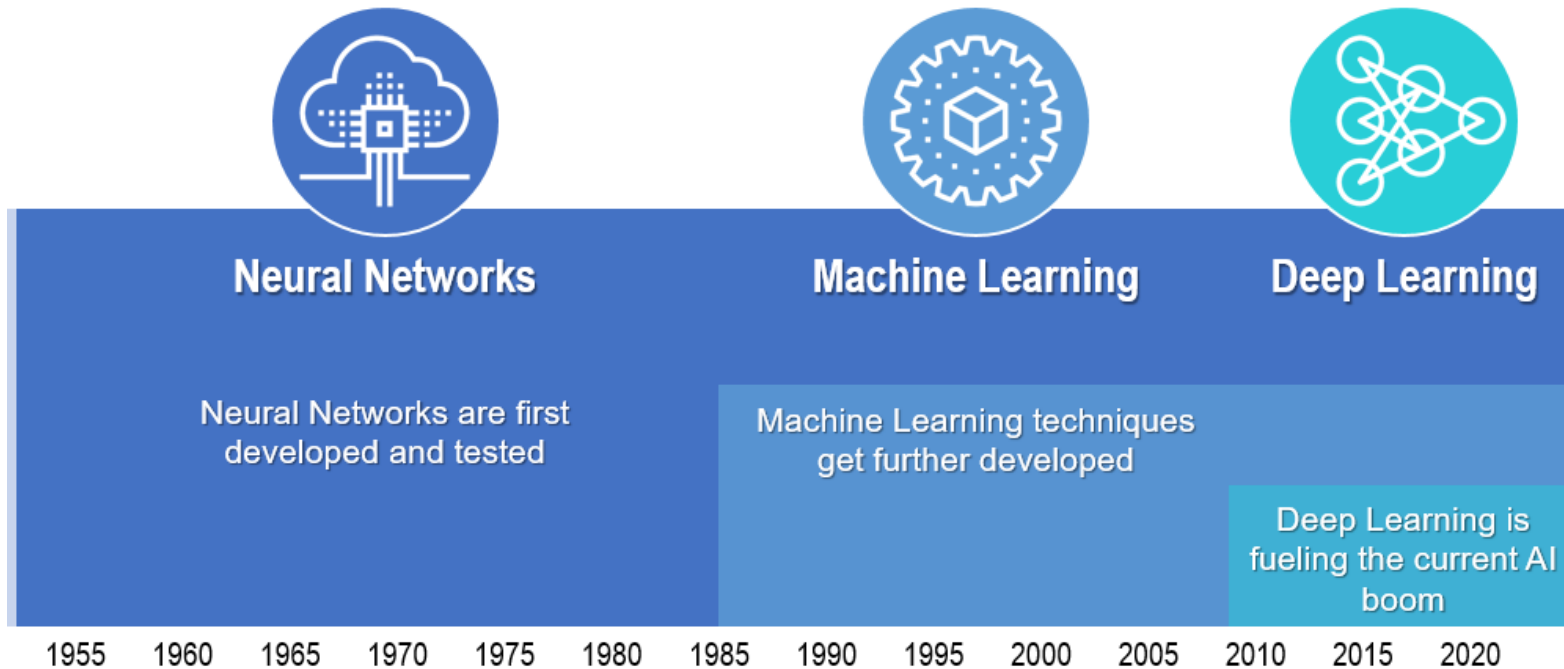 Neural Networks
Machine Learning
Deep Learning
Neural Networks are first
developed and tested
Machine Learning techniques
get further developed
Deep Learning is
fueling the current AI
boom
1955 1960 1965 1970 1975 1980 1985 1990 1995 2000 2005 2010 2015 2020